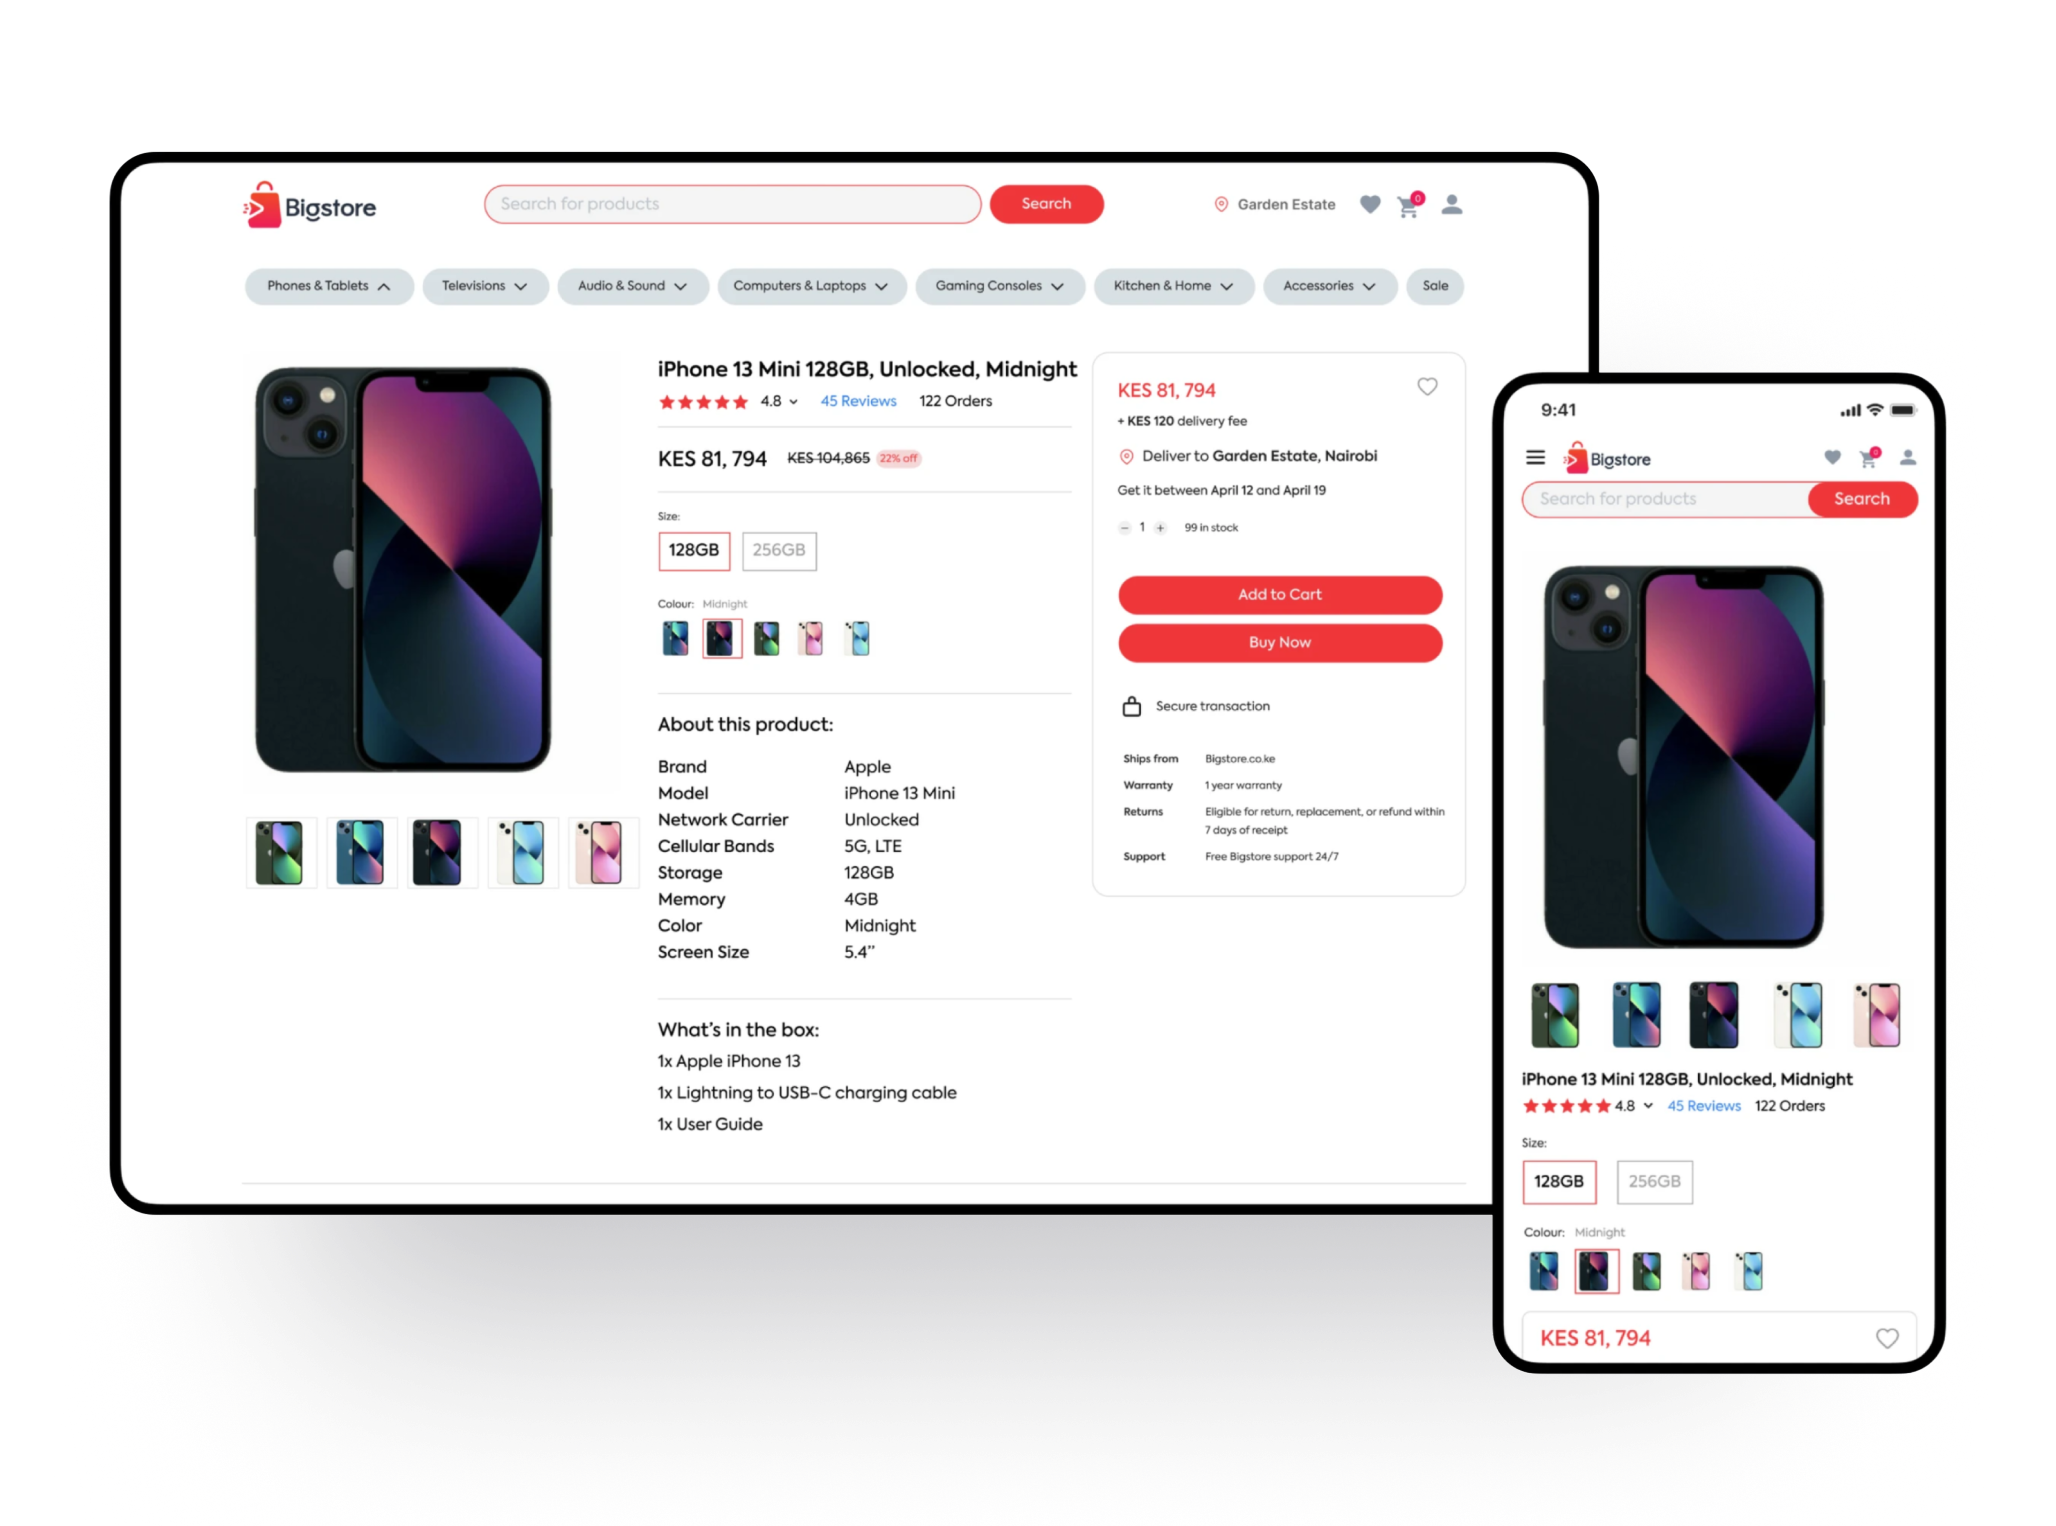 Bigstore
Search for products
Search
Garden Estate
0
Phones & Tablets
Televisions
Audio & Sound
Computers & Laptops
Gaming Consoles
Kitchen & Home
Accessories
Sale
iPhone 13 Mini 128GB, Unlocked, Midnight
4.8 45 Reviews 122 Orders
KES 81, 794 KES 104,865 22% off
Size:
128GB 256GB
Colour: Midnight
About this product:
Brand Apple
Model iPhone 13 Mini
Network Carrier Unlocked
Cellular Bands 5G, LTE
Storage 128GB
Memory 4GB
Color Midnight
Screen Size 5.4”
What’s in the box:
1x Apple iPhone 13
1x Lightning to USB-C charging cable
1x User Guide
KES 81, 794
+ KES 120 delivery fee
Deliver to Garden Estate, Nairobi
Get it between April 12 and April 19
− 1 + 99 in stock
Add to Cart
Buy Now
Secure transaction
Ships from Bigstore.co.ke
Warranty 1 year warranty
Returns Eligible for return, replacement, or refund within
7 days of receipt
Support Free Bigstore support 24/7
9:41
Bigstore
0
Search for products
Search
iPhone 13 Mini 128GB, Unlocked, Midnight
4.8 45 Reviews 122 Orders
Size:
128GB 256GB
Colour: Midnight
KES 81, 794